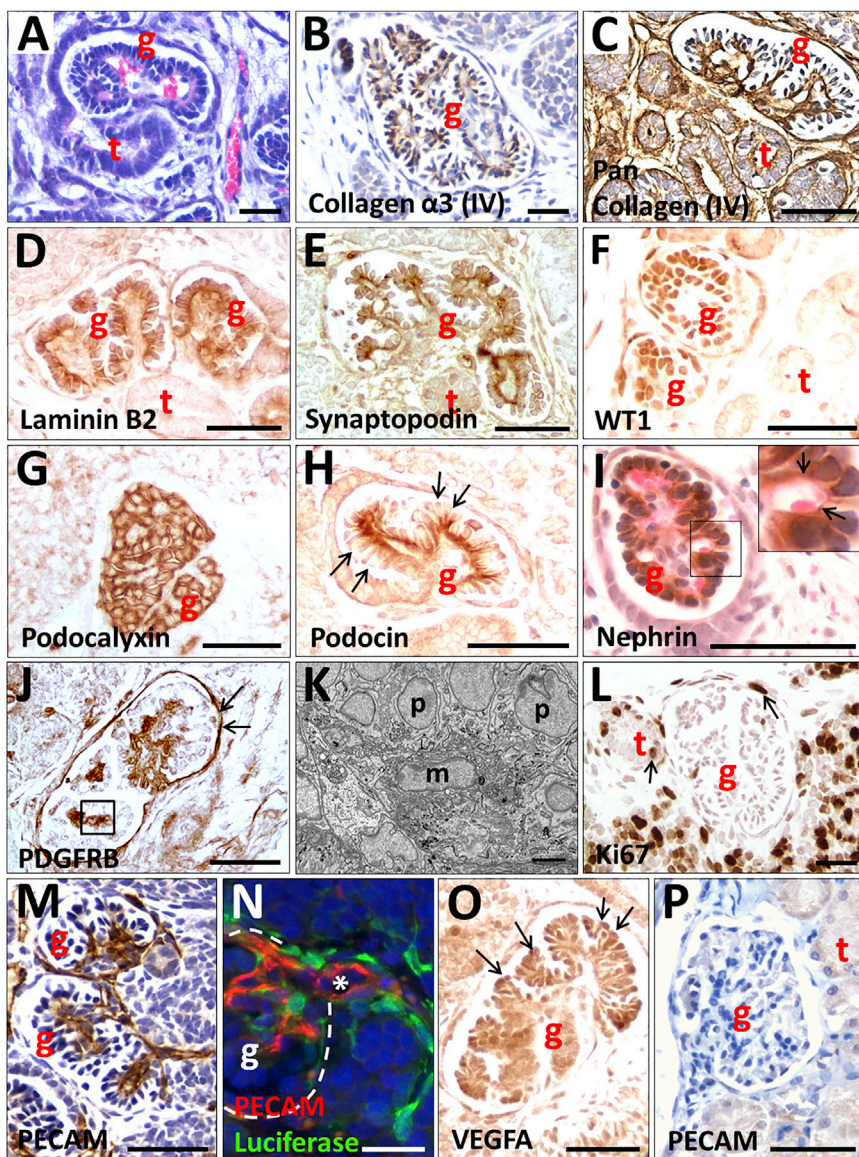 A
g
t
B
g
Collagen α3 (IV)
C
g
t
Pan
Collagen (IV)
D
g
g
t
Laminin B2
E
g
t
Synaptopodin
F
g
g
t
WT1
G
g
Podocalyxin
H
g
Podocin
I
g
Nephrin
J
PDGFRB
K
p
p
m
L
t
g
Ki67
M
g
g
PECAM
N
*
g
PECAM
Luciferase
O
g
VEGFA
P
t
g
PECAM